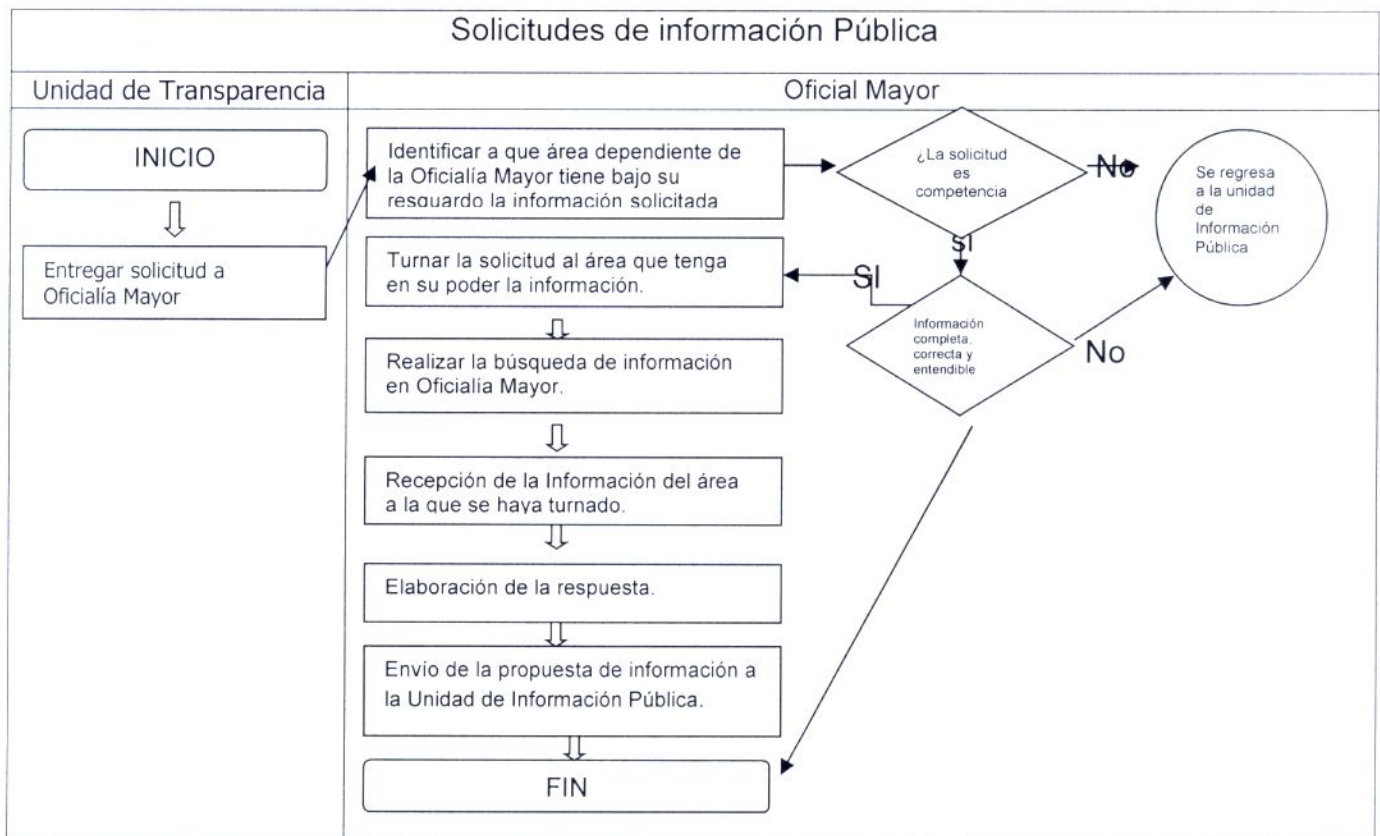 Solicitudes de información Pública
Unidad de Transparencia
Oficial Mayor
INICIO
Entregar solicitud a
Oficialía Mayor
Identificar a que área dependiente de
la Oficialía Mayor tiene bajo su
resguardo la información solicitada
¿La solicitud
es
competencia
No
Se regresa
a la unidad
de
Información
Pública
si
Turnar la solicitud al área que tenga
en su poder la información.
SI
Información
completa,
correcta y
entendible
No
Realizar la búsqueda de información
en Oficialía Mayor.
Recepción de la Información del área
a la que se haya turnado.
Elaboración de la respuesta.
Envío de la propuesta de información a
la Unidad de Información Pública.
FIN